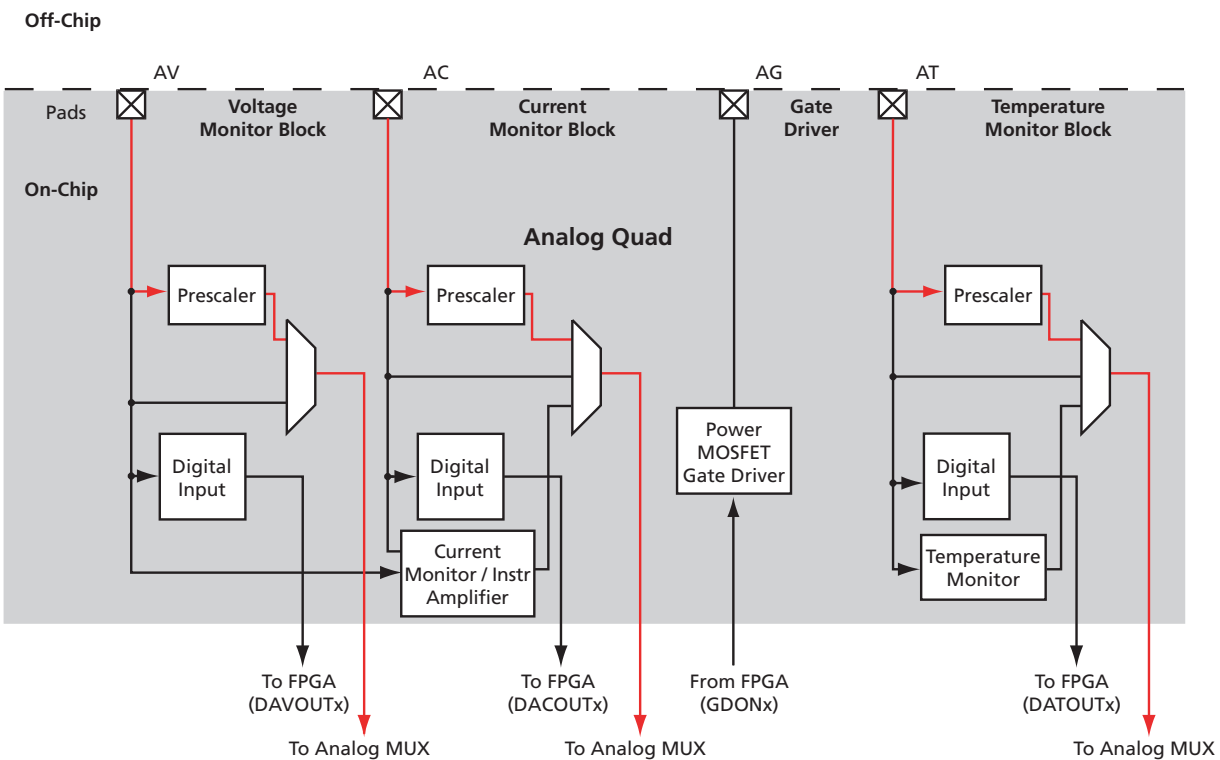 Off-Chip
AV
AC
AG
AT
Pads
Voltage
Monitor Block
Current
Monitor Block
Gate
Driver
Temperature
Monitor Block
On-Chip
Analog Quad
Prescaler
Prescaler
Prescaler
Power
MOSFET
Gate Driver
Digital
Input
Digital
Input
Digital
Input
Current
Monitor / Instr
Amplifier
Temperature
Monitor
To FPGA
(DAVOUTx)
To FPGA
(DACOUTx)
From FPGA
(GDONx)
To FPGA
(DATOUTx)
To Analog MUX
To Analog MUX
To Analog MUX